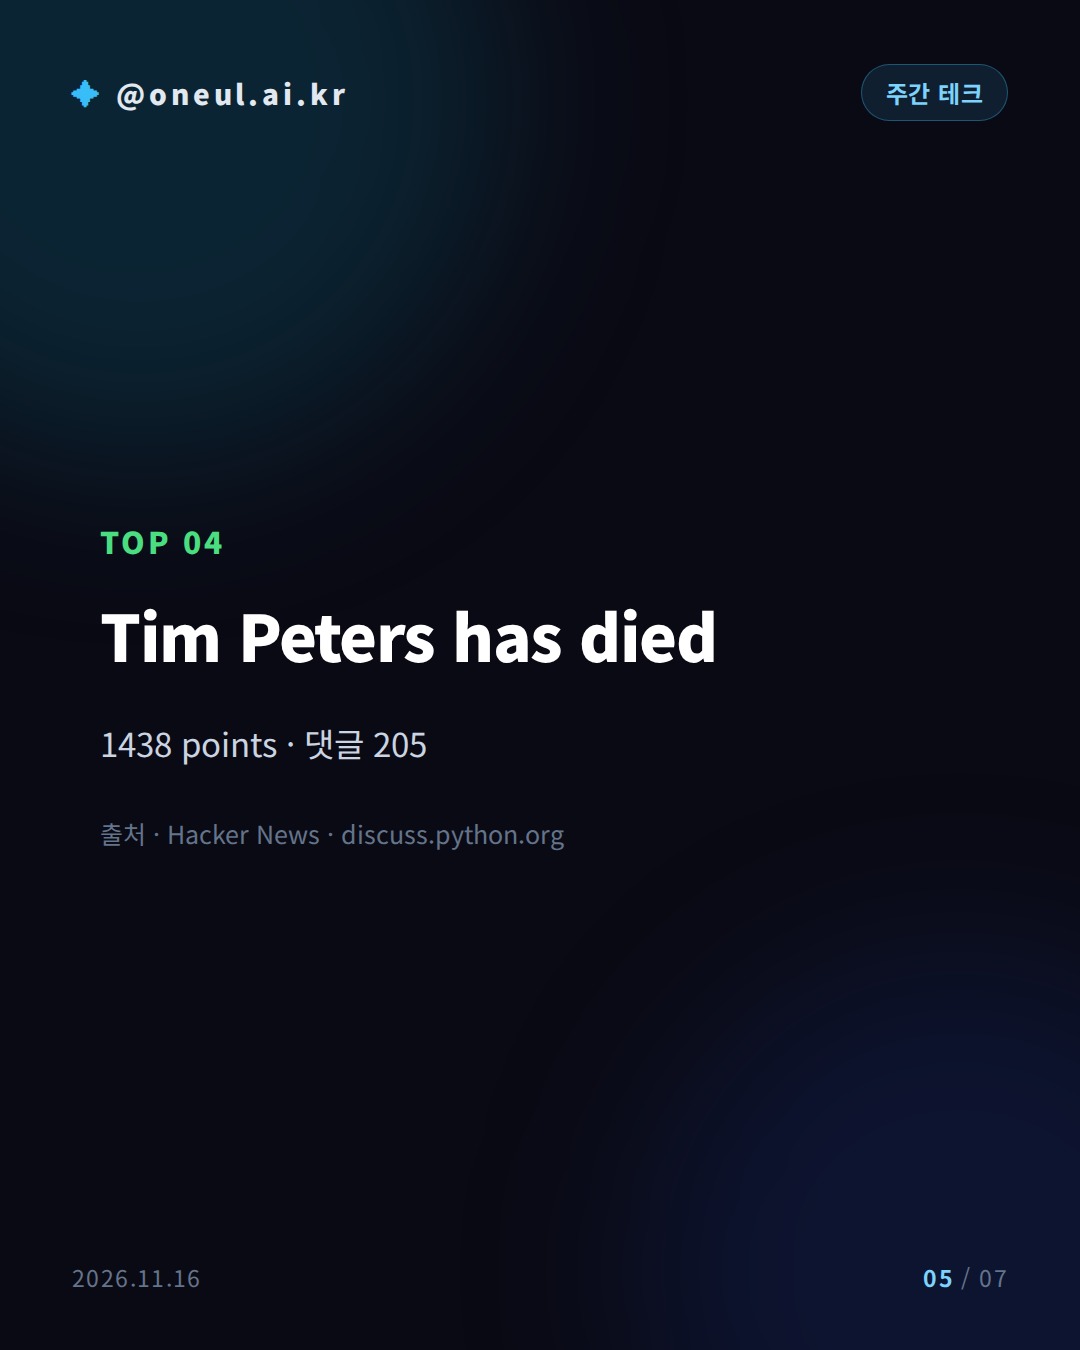 @oneul.ai.kr
주간 테크
TOP 04
Tim Peters has died
1438 points · 댓글 205
출처 · Hacker News · discuss.python.org
2026.11.16
05 / 07